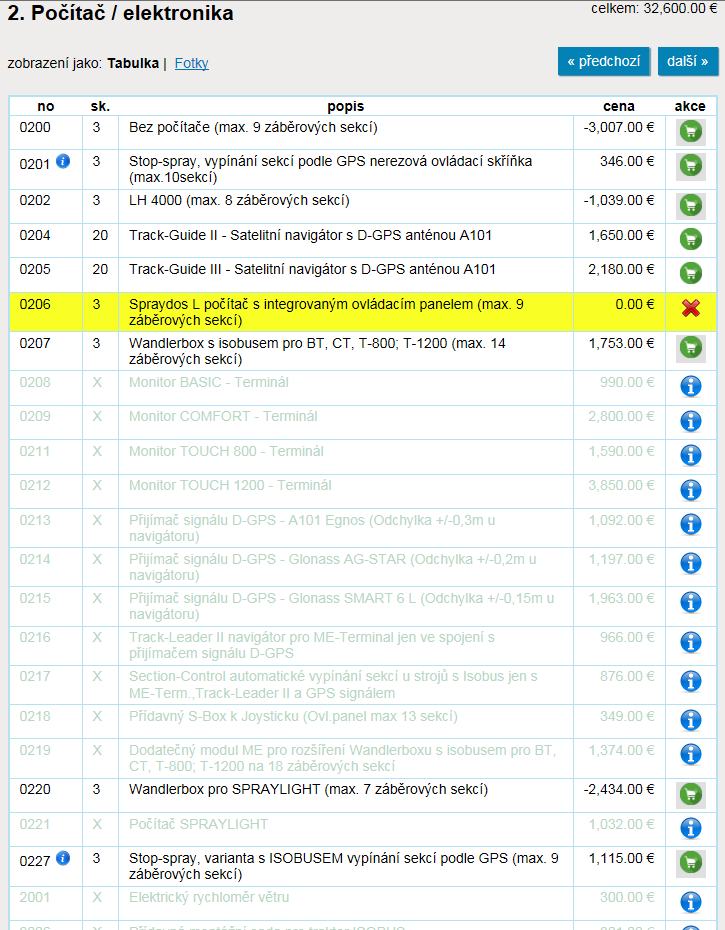 2. Počítač / elektronika
celkem: 32,600.00 €
zobrazení jako: Tabulka | Fotky
« předchozí další »
no sk. popis cena akce
0200 3 Bez počítače (max. 9 záběrových sekcí) -3,007.00 €
0201 3 Stop-spray, vypínání sekcí podle GPS nerezová ovládací skříňka 346.00 €
(max.10sekcí)
0202 3 LH 4000 (max. 8 záběrových sekcí) -1,039.00 €
0204 20 Track-Guide II - Satelitní navigátor s D-GPS anténou A101 1,650.00 €
0205 20 Track-Guide III - Satelitní navigátor s D-GPS anténou A101 2,180.00 €
0206 3 Spraydos L počítač s integrovaným ovládacím panelem (max. 9 0.00 €
záběrových sekcí)
0207 3 Wandlerbox s isobusem pro BT, CT, T-800; T-1200 (max. 14 1,753.00 €
záběrových sekcí)
0208 X Monitor BASIC - Terminál 990.00 €
0209 X Monitor COMFORT - Terminál 2,800.00 €
0211 X Monitor TOUCH 800 - Terminál 1,590.00 €
0212 X Monitor TOUCH 1200 - Terminál 3,850.00 €
0213 X Přijímač signálu D-GPS - A101 Egnos (Odchylka +/-0,3m u 1,092.00 €
navigátoru)
0214 X Přijímač signálu D-GPS - Glonass AG-STAR (Odchylka +/-0,2m u 1,197.00 €
navigátoru)
0215 X Přijímač signálu D-GPS - Glonass SMART 6 L (Odchylka +/-0,15m u 1,963.00 €
navigátoru)
0216 X Track-Leader II navigátor pro ME-Terminal jen ve spojení s 966.00 €
přijímačem signálu D-GPS
0217 X Section-Control automatické vypínání sekcí u strojů s Isobus jen s 876.00 €
ME-Term.,Track-Leader II a GPS signálem
0218 X Přídavný S-Box k Joysticku (Ovl.panel max 13 sekcí) 349.00 €
0219 X Dodatečný modul ME pro rozšíření Wandlerboxu s isobusem pro BT, 1,374.00 €
CT, T-800; T-1200 na 18 záběrových sekcí
0220 3 Wandlerbox pro SPRAYLIGHT (max. 7 záběrových sekcí) -2,434.00 €
0221 X Počítač SPRAYLIGHT 1,032.00 €
0227 3 Stop-spray, varianta s ISOBUSEM vypínání sekcí podle GPS (max. 9 1,115.00 €
záběrových sekcí)
2001 X Elektrický rychloměr větru 300.00 €